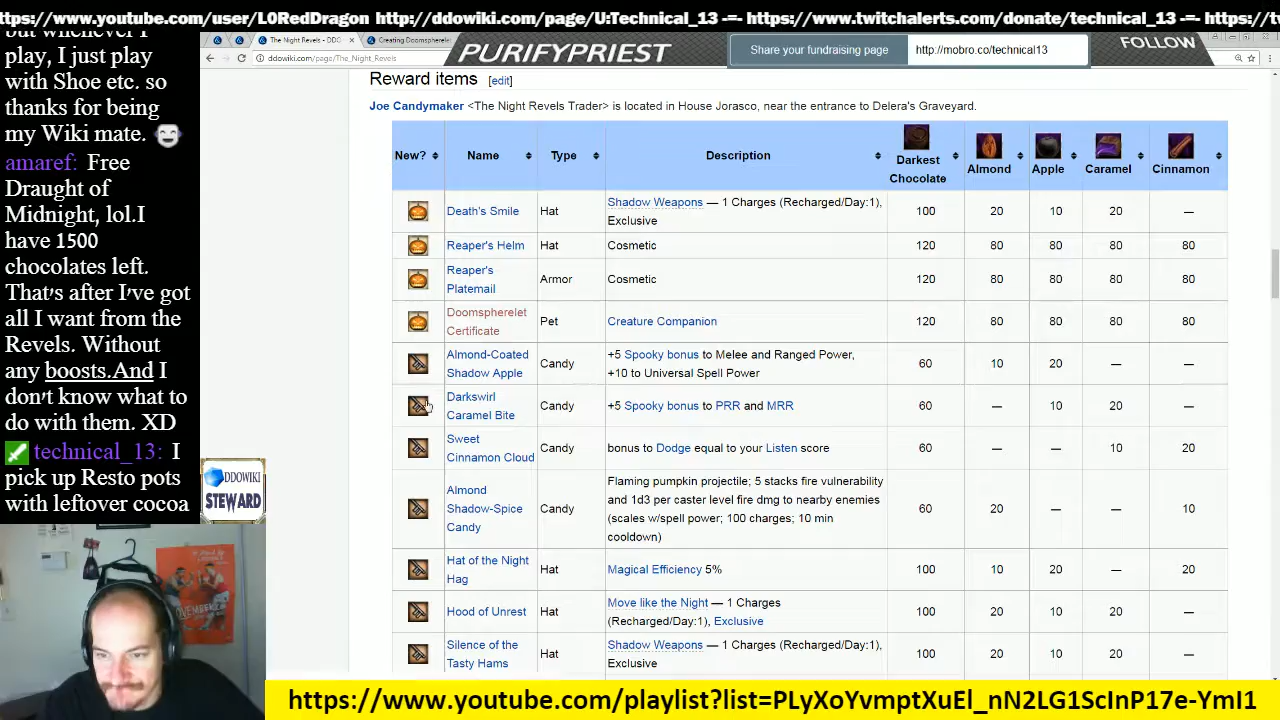 ttps://www.youtube.com/user/L0RedDragon http://ddowiki.com/page/U:Technical_13 -=- https://www.twitchalerts.com/donate/technical_13 -=- https://t
but whenever I
play, I just play
with Shoe etc. so
thanks for being
my Wiki mate.
amaref: Free
Draught of
Midnight, lol.I
have 1500
chocolates left.
That's after I've got
all I want from the
Revels. Without
any boosts.And I
don't know what to
do with them. XD
technical_13: I
pick up Resto pots
with leftover cocoa
DDOWIKI
STEWARD
The Night Revels - DDO
Creating Doomspherele
ddowiki.com/page/The_Night_Revels
PURIFYPRIEST
Share your fundraising page
http://mobro.co/technical13
FOLLOW
Reward items [edit]
Joe Candymaker <The Night Revels Trader> is located in House Jorasco, near the entrance to Delera's Graveyard.
New? Name Type Description Darkest Chocolate Almond Apple Caramel Cinnamon
Death's Smile Hat Shadow Weapons — 1 Charges (Recharged/Day:1), 100 20 10 20 —
Exclusive
Reaper's Helm Hat Cosmetic 120 80 80 80 80
Reaper's Platemail Armor Cosmetic 120 80 80 80 80
Doomspherelet Certificate Pet Creature Companion 120 80 80 80 80
Almond-Coated Shadow Apple Candy +5 Spooky bonus to Melee and Ranged Power, 60 10 20 — —
+10 to Universal Spell Power
Darkswirl Caramel Bite Candy +5 Spooky bonus to PRR and MRR 60 — 10 20 —
Sweet Cinnamon Cloud Candy bonus to Dodge equal to your Listen score 60 — — 10 20
Almond Shadow-Spice Candy Candy Flaming pumpkin projectile; 5 stacks fire vulnerability 60 20 — — 10
and 1d3 per caster level fire dmg to nearby enemies
(scales w/spell power; 100 charges; 10 min
cooldown)
Hat of the Night Hag Hat Magical Efficiency 5% 100 10 20 — 20
Hood of Unrest Hat Move like the Night — 1 Charges 100 10 20 20 —
(Recharged/Day:1), Exclusive
Silence of the Tasty Hams Hat Shadow Weapons — 1 Charges (Recharged/Day:1), 100 20 10 20 —
Exclusive
https://www.youtube.com/playlist?list=PLyXoYvmptXuEl_nN2LG1ScInP17e-YmI1